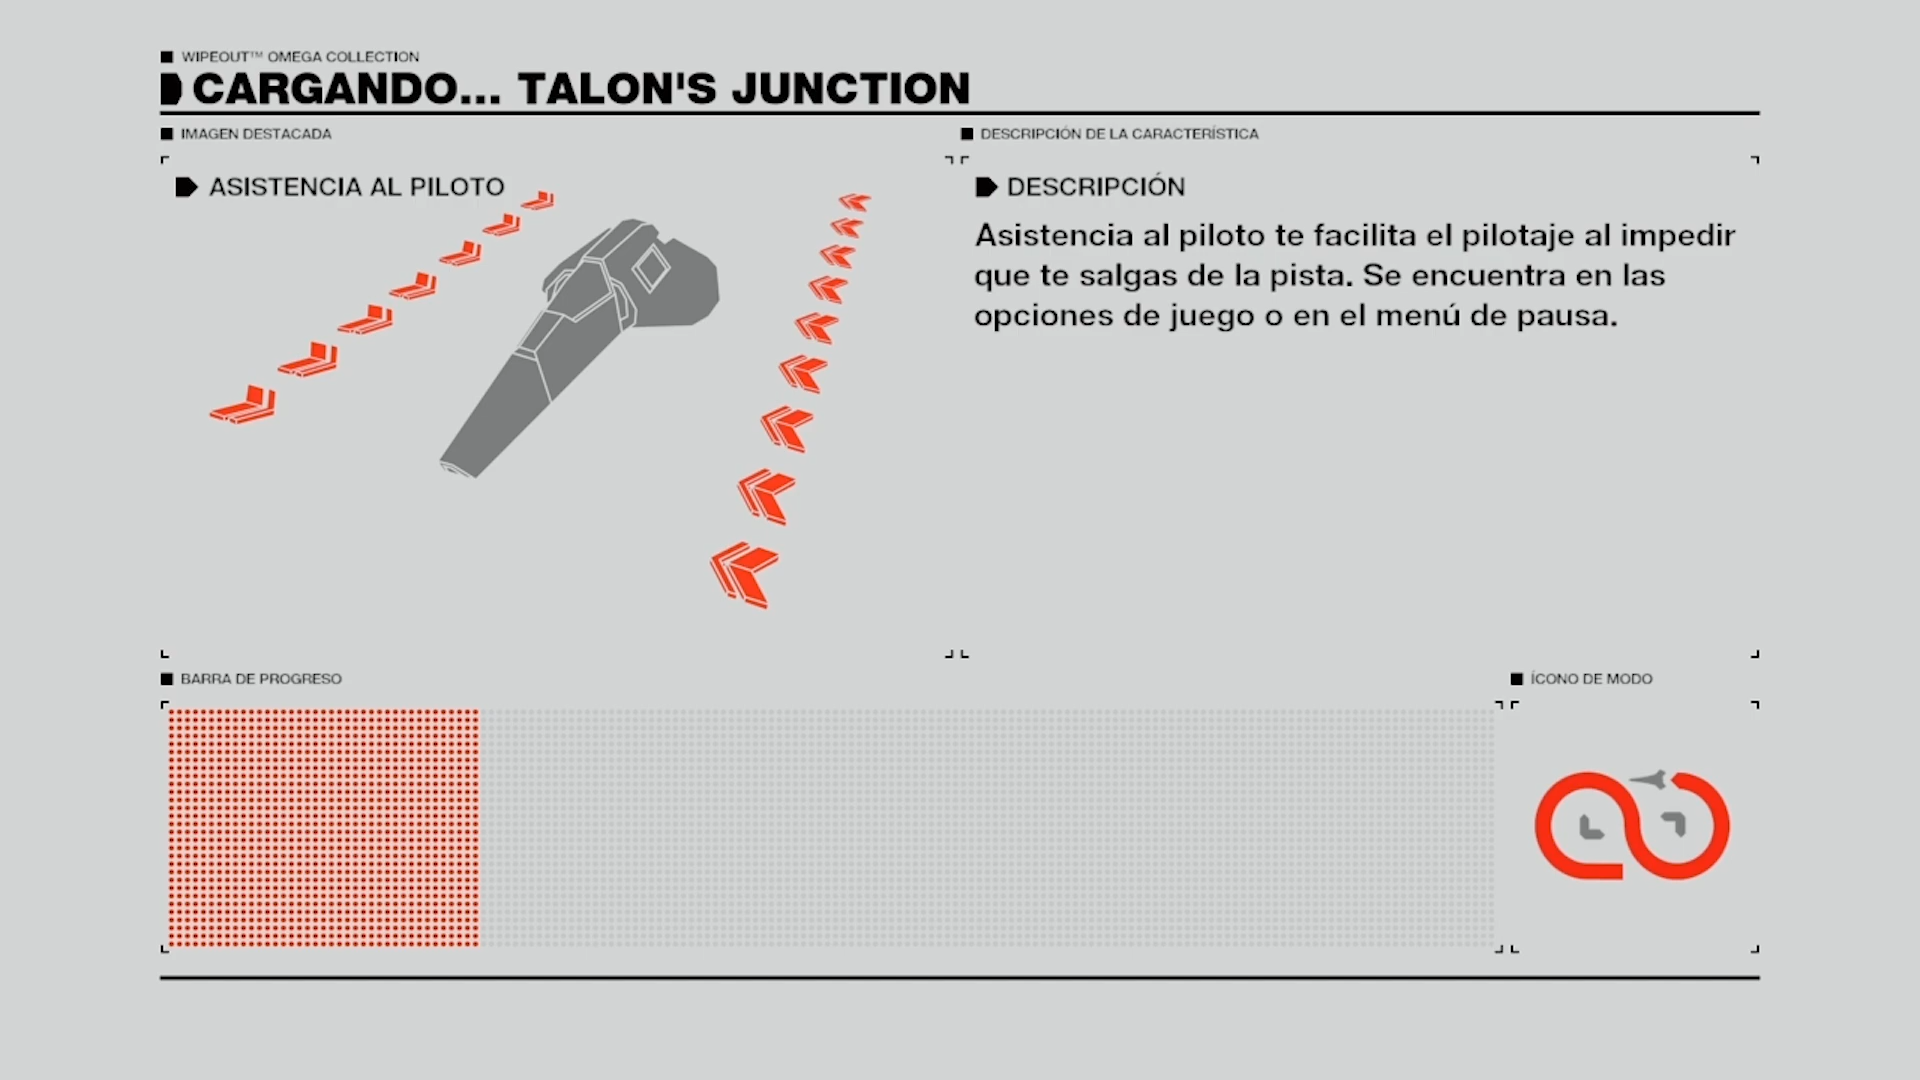 WIPEOUT™ OMEGA COLLECTION
CARGANDO... TALON'S JUNCTION
IMAGEN DESTACADA
ASISTENCIA AL PILOTO
DESCRIPCIÓN DE LA CARACTERÍSTICA
DESCRIPCIÓN
Asistencia al piloto te facilita el pilotaje al impedir
que te salgas de la pista. Se encuentra en las
opciones de juego o en el menú de pausa.
BARRA DE PROGRESO
ÍCONO DE MODO